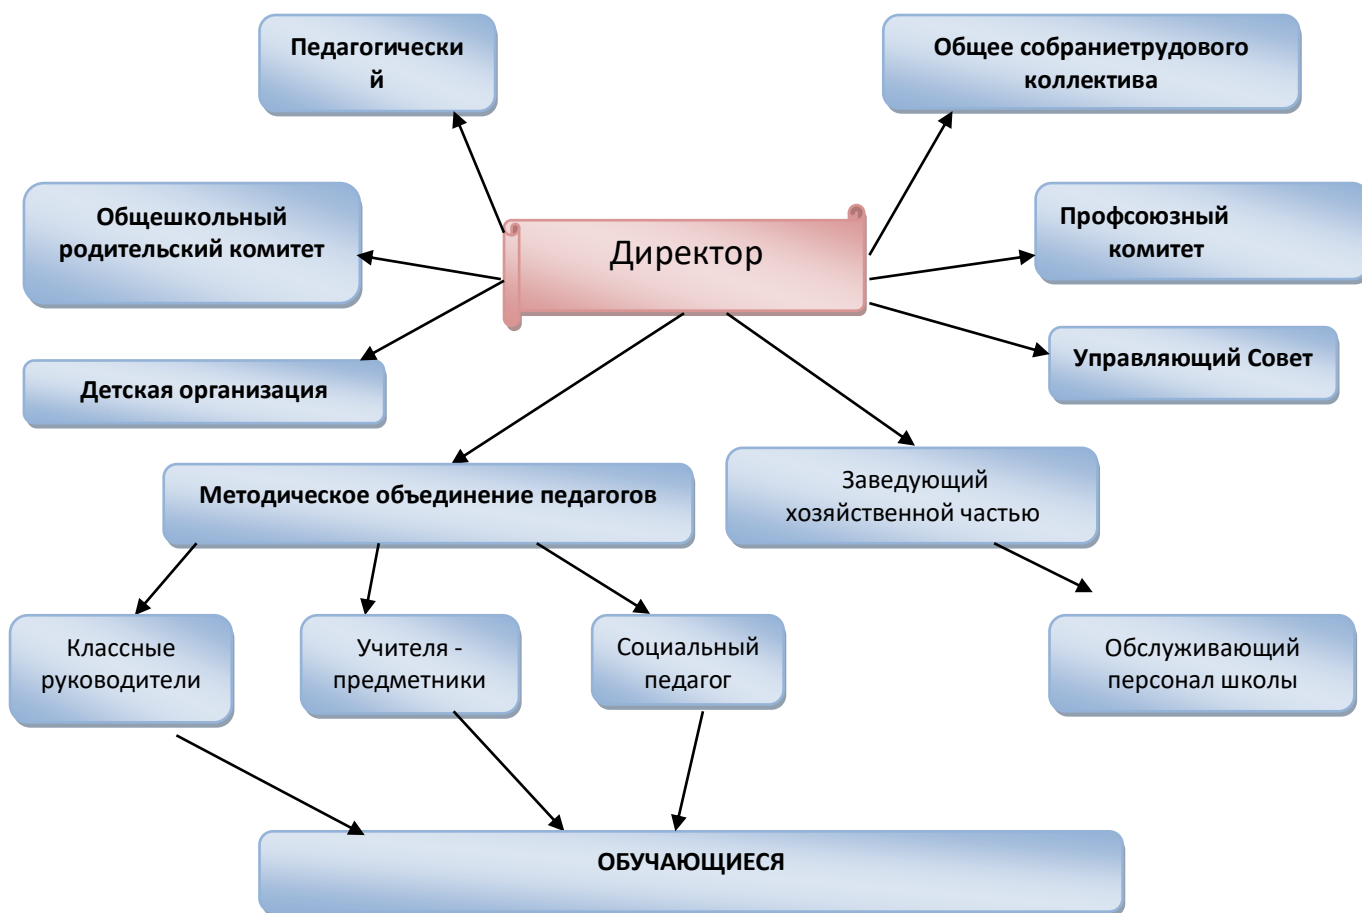 Педагогически
й
Общее собраниетрудового
коллектива
Общешкольный
родительский комитет
Директор
Профсоюзный
комитет
Детская организация
Управляющий Совет
Методическое объединение педагогов
Заведующий
хозяйственной частью
Классные
руководители
Учителя -
предметники
Социальный
педагог
Обслуживающий
персонал школы
ОБУЧАЮЩИЕСЯ